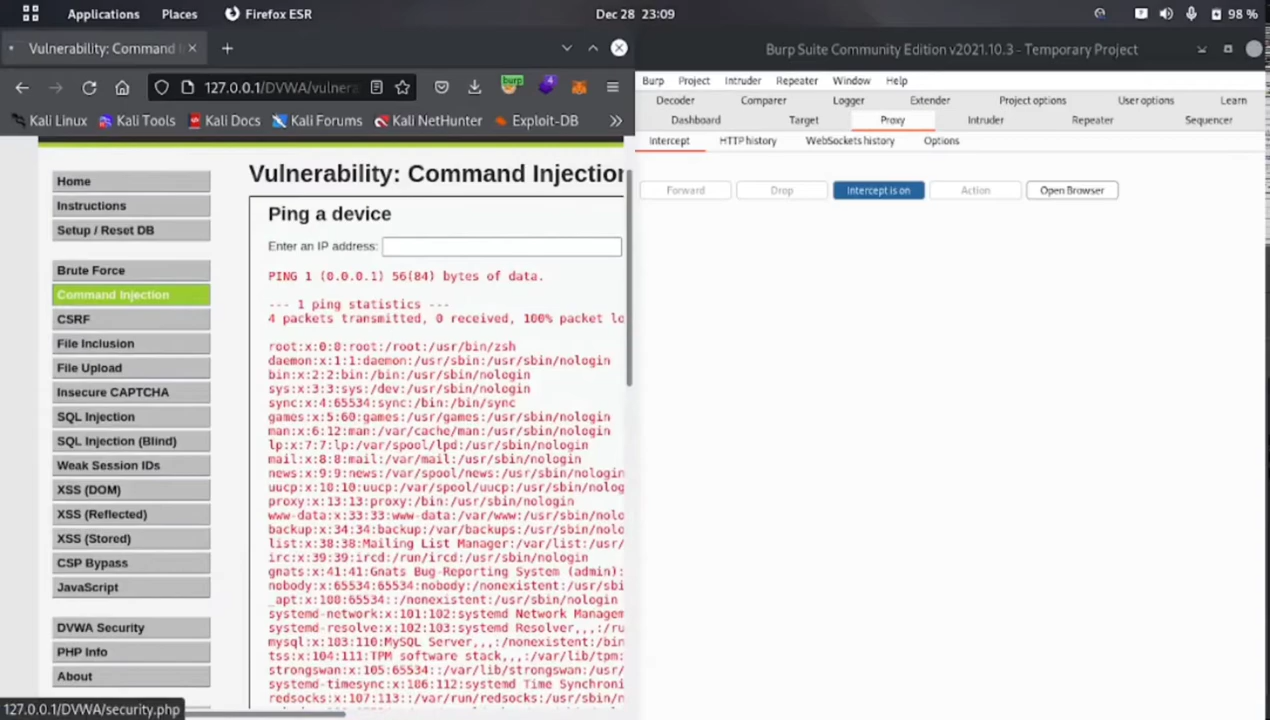 Applications Places Firefox ESR Dec 28 23:09 98 %
Vulnerability: Command
127.0.0.1/DVWA/vulnera
burp
Kali Linux Kali Tools Kali Docs Kali Forums Kali NetHunter Exploit-DB
Home
Instructions
Setup / Reset DB
Brute Force
Command Injection
CSRF
File Inclusion
File Upload
Insecure CAPTCHA
SQL Injection
SQL Injection (Blind)
Weak Session IDs
XSS (DOM)
XSS (Reflected)
XSS (Stored)
CSP Bypass
JavaScript
DVWA Security
PHP Info
About
127.0.0.1/DVWA/security.php
Vulnerability: Command Injection
Ping a device
Enter an IP address:
PING 1 (0.0.0.1) 56(84) bytes of data.
--- 1 ping statistics ---
4 packets transmitted, 0 received, 100% packet lo
root:x:0:0:root:/root:/usr/bin/zsh
daemon:x:1:1:daemon:/usr/sbin:/usr/sbin/nologin
bin:x:2:2:bin:/bin:/usr/sbin/nologin
sys:x:3:3:sys:/dev:/usr/sbin/nologin
sync:x:4:65534:sync:/bin:/bin/sync
games:x:5:60:games:/usr/games:/usr/sbin/nologin
man:x:6:12:man:/var/cache/man:/usr/sbin/nologin
lp:x:7:7:lp:/var/spool/lpd:/usr/sbin/nologin
mail:x:8:8:mail:/var/mail:/usr/sbin/nologin
news:x:9:9:news:/var/spool/news:/usr/sbin/nologin
uucp:x:10:10:uucp:/var/spool/uucp:/usr/sbin/nolog
proxy:x:13:13:proxy:/bin:/usr/sbin/nologin
www-data:x:33:33:www-data:/var/www:/usr/sbin/nolo
backup:x:34:34:backup:/var/backups:/usr/sbin/nolo
list:x:38:38:Mailing List Manager:/var/list:/usr/
irc:x:39:39:ircd:/run/ircd:/usr/sbin/nologin
gnats:x:41:41:Gnats Bug-Reporting System (admin):
nobody:x:65534:65534:nobody:/nonexistent:/usr/sbi
_apt:x:100:65534::/nonexistent:/usr/sbin/nologin
systemd-network:x:101:102:systemd Network Managem
systemd-resolve:x:102:103:systemd Resolver,,,:/ru
mysql:x:103:110:MySQL Server,,,:/nonexistent:/bin
tss:x:104:111:TPM software stack,,,:/var/lib/tpm:
strongswan:x:105:65534::/var/lib/strongswan:/usr/
systemd-timesync:x:106:112:systemd Time Synchroni
redsocks:x:107:113::/var/run/redsocks:/usr/sbin/n
Burp Suite Community Edition v2021.10.3 - Temporary Project
Burp Project Intruder Repeater Window Help
Decoder Comparer Logger Extender Project options User options Learn
Dashboard Target Proxy Intruder Repeater Sequencer
Intercept HTTP history WebSockets history Options
Forward Drop Intercept is on Action Open Browser